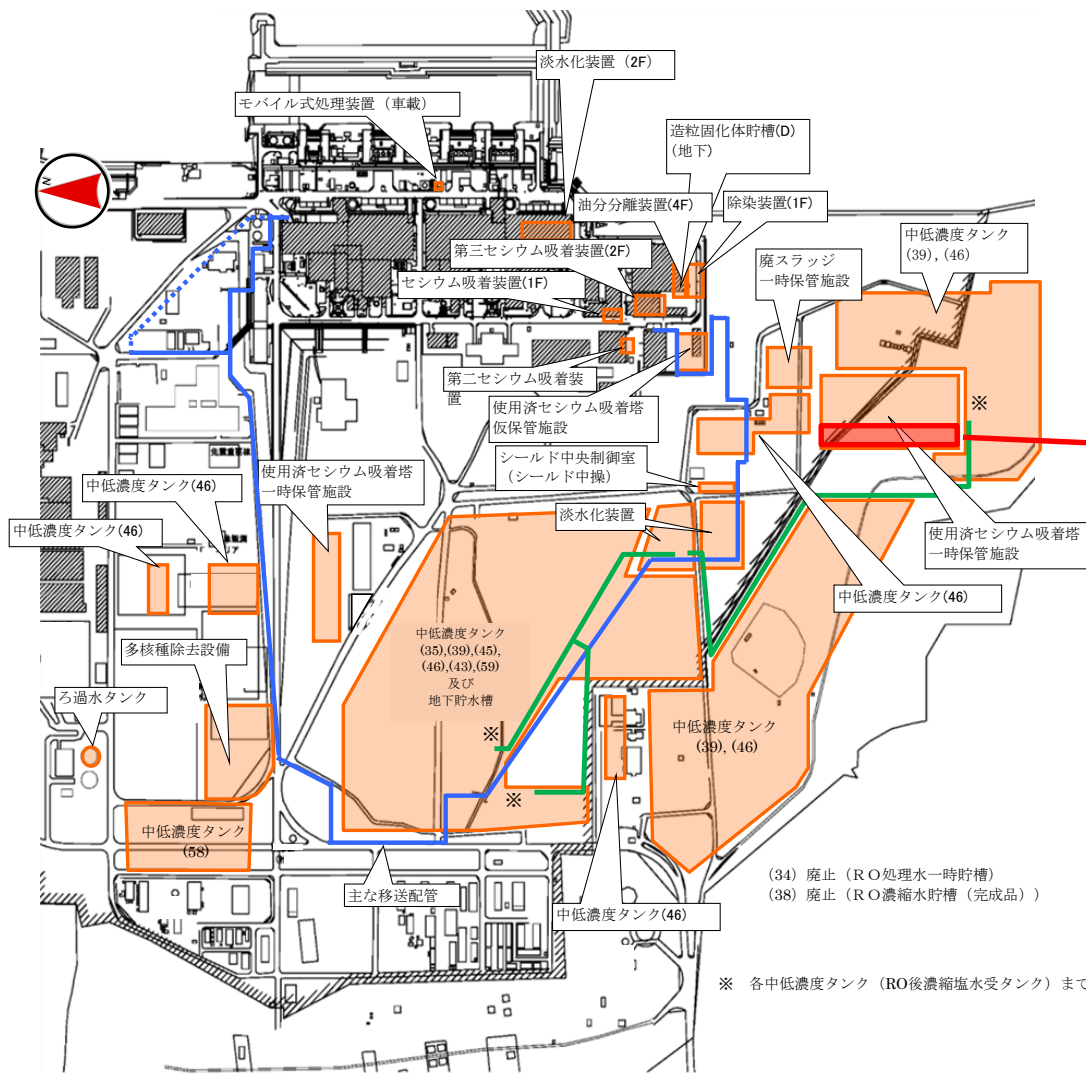 淡水化装置(2F)
モバイル式処理装置(車載)
造粒固化体貯槽(D)
(地下)
N
油分分離装置(4F)
除染装置(1F)
中低濃度タンク
(39), (46)
第三セシウム吸着装置(2F)
廃スラッジ
一時保管施設
セシウム吸着装置(1F)
第二セシウム吸着装
置
使用済セシウム吸着塔
仮保管施設
※
シールド中央制御室
(シールド中操)
使用済セシウム吸着塔
一時保管施設
中低濃度タンク(46)
淡水化装置
中低濃度タンク(46)
使用済セシウム吸着塔
一時保管施設
中低濃度タンク(46)
中低濃度タンク
(35),(39),(45),
(46),(43),(59)
及び
地下貯水槽
多核種除去設備
ろ過水タンク
※
中低濃度タンク
(39), (46)
※
中低濃度タンク
(58)
主な移送配管
中低濃度タンク(46)
(34) 廃止(RO処理水一時貯槽)
(38) 廃止(RO濃縮水貯槽(完成品))
※ 各中低濃度タンク(RO後濃縮塩水受タンク)まで